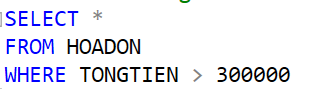 SELECT *
FROM HOADON
WHERE TONGTIEN > 300000